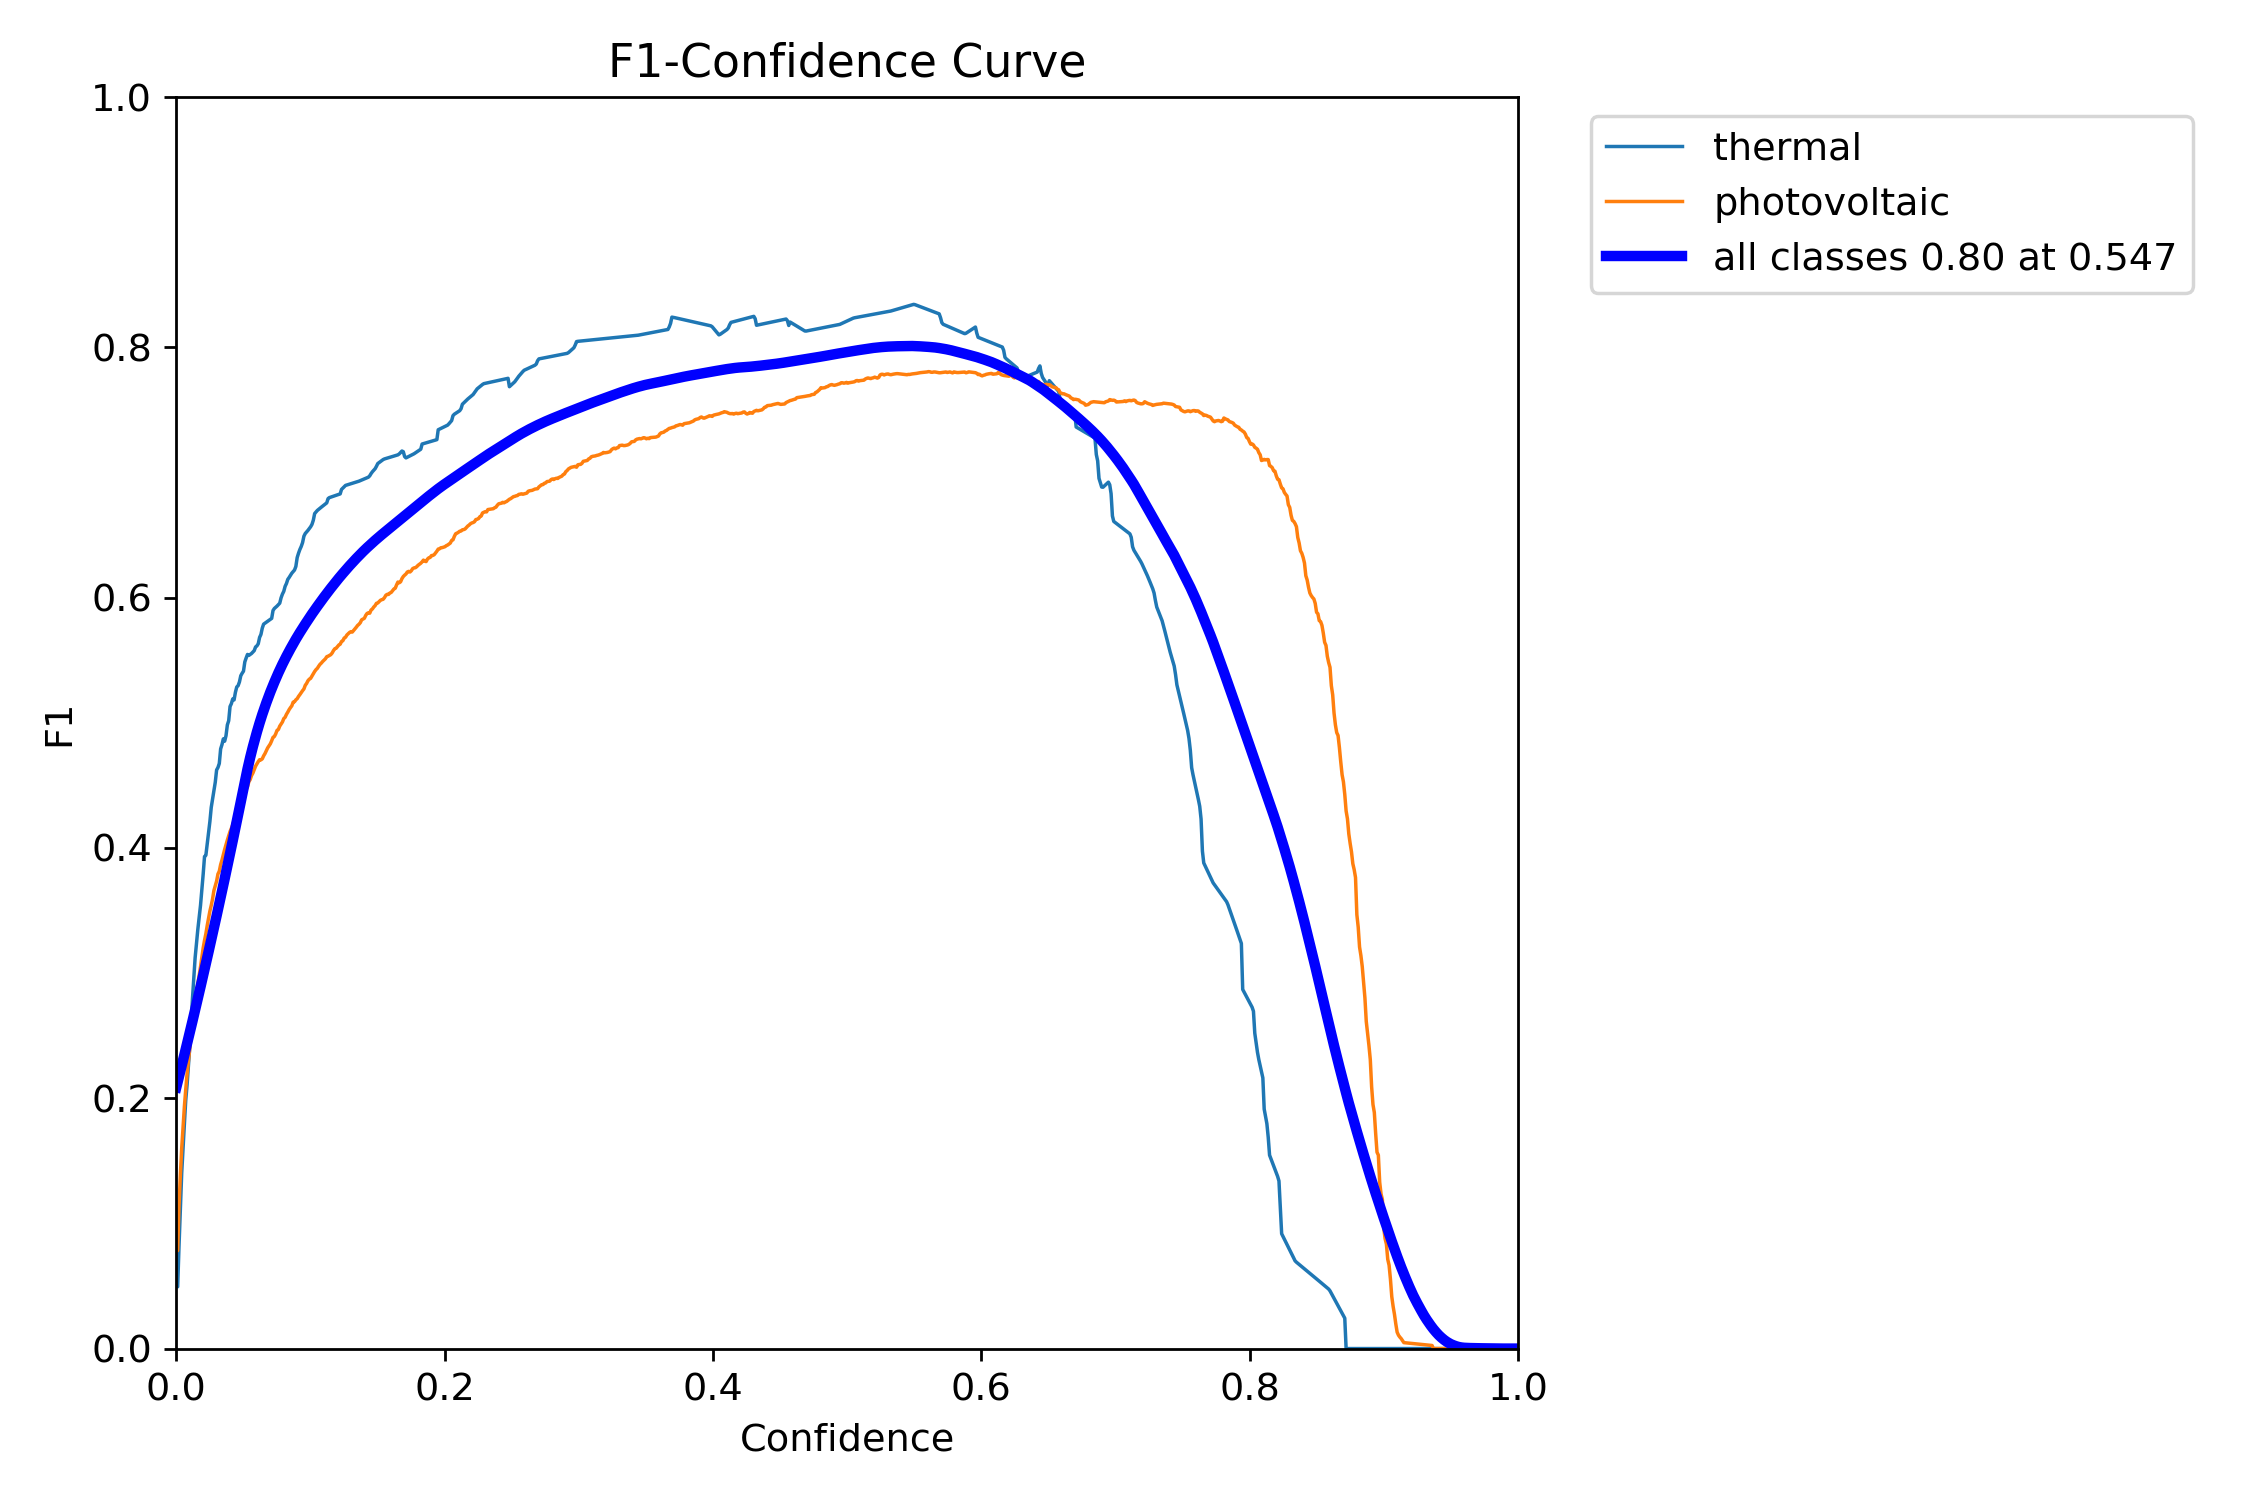 F1-Confidence Curve
1.0
0.8
0.6
0.4
0.2
0.0
F1
0.0 0.2 0.4 0.6 0.8 1.0
Confidence
thermal
photovoltaic
all classes 0.80 at 0.547